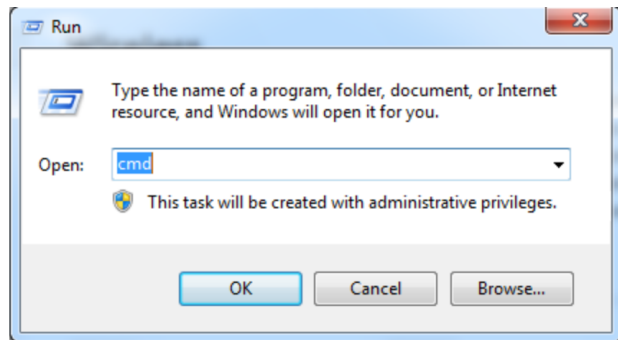 Run
Type the name of a program, folder, document, or Internet
resource, and Windows will open it for you.
Open:
cmd
This task will be created with administrative privileges.
OK
Cancel
Browse...